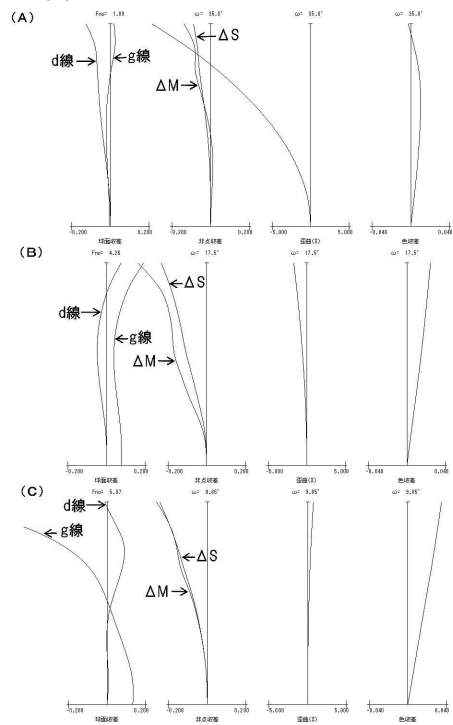 (A)
Fno= 1.89 ω= 35.8° ω= 35.8° ω= 35.8°
d線 g線 ΔS
ΔM
-0.200 0.200 -0.200 0.200 -5.000 5.000 -0.040 0.040
球面収差 非点収差 歪曲(%) 色収差
(B)
Fno= 4.20 ω= 17.5° ω= 17.5° ω= 17.5°
d線 ΔS
g線
ΔM
-0.200 0.200 -0.200 0.200 -5.000 5.000 -0.040 0.040
球面収差 非点収差 歪曲(%) 色収差
(C)
Fno= 5.87 ω= 9.85° ω= 9.85° ω= 9.85°
d線
g線
ΔS
ΔM
-0.200 0.200 -0.200 0.200 -5.000 5.000 -0.040 0.040
球面収差 非点収差 歪曲(%) 色収差